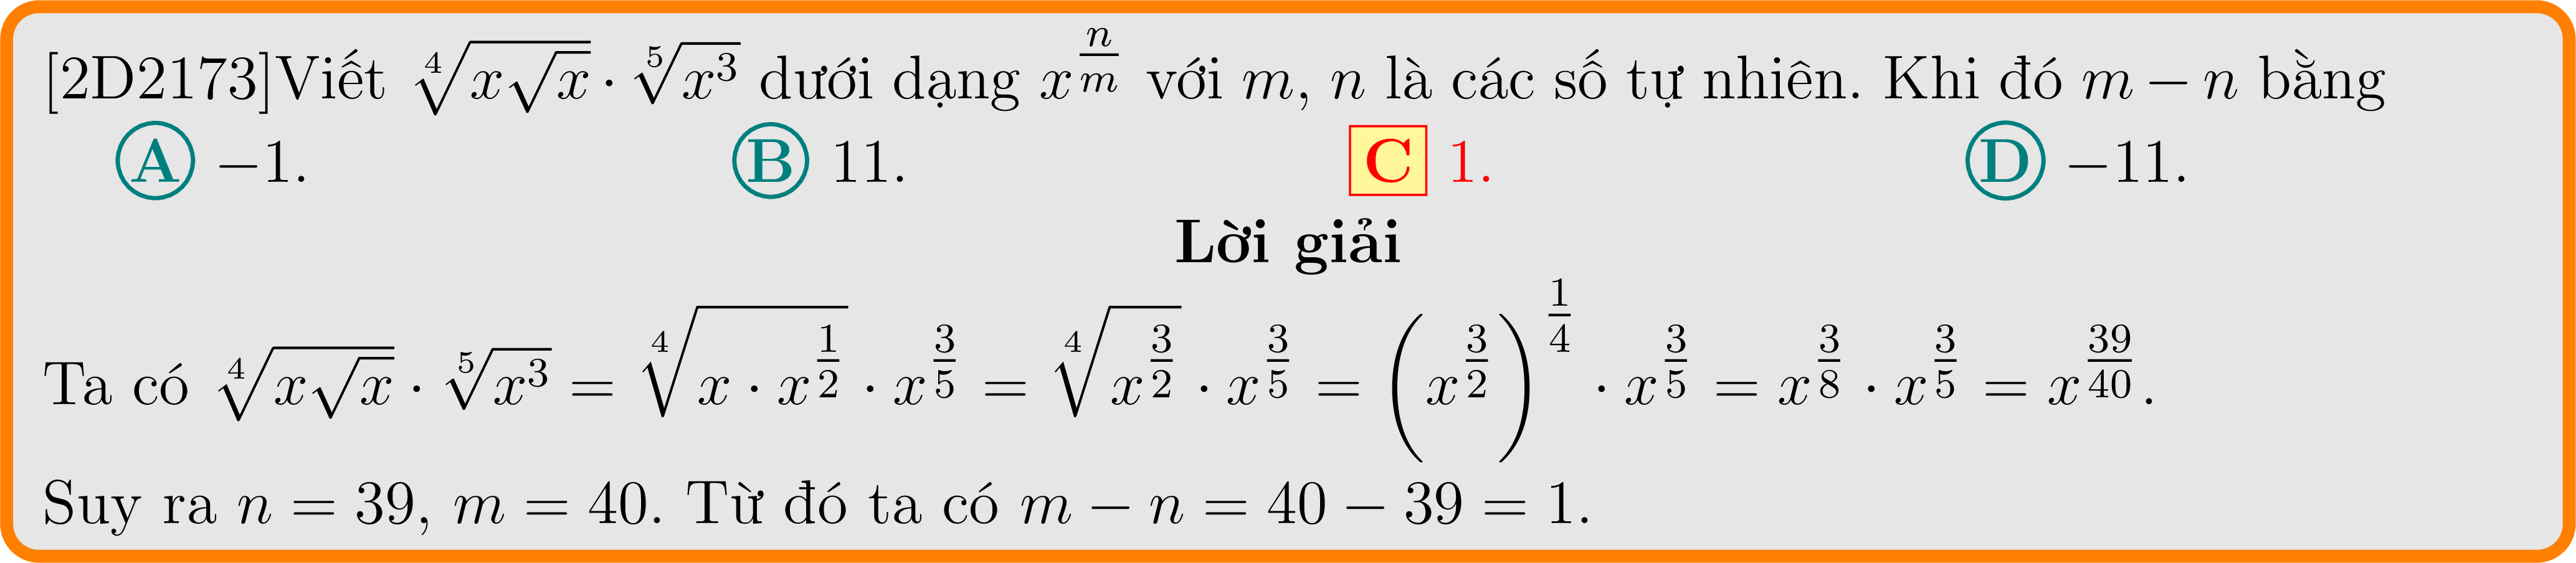 [2D2173]Viết $\sqrt[4]{x\sqrt{x}} \cdot \sqrt[5]{x^3}$ dưới dạng $x^{\frac{n}{m}}$ với $m$, $n$ là các số tự nhiên. Khi đó $m - n$ bằng
A −1. B 11. C 1. D −11.
Lời giải
Ta có $\sqrt[4]{x\sqrt{x}} \cdot \sqrt[5]{x^3} = \sqrt[4]{x \cdot x^{\frac{1}{2}}} \cdot x^{\frac{3}{5}} = \sqrt[4]{x^{\frac{3}{2}}} \cdot x^{\frac{3}{5}} = \left(x^{\frac{3}{2}}\right)^{\frac{1}{4}} \cdot x^{\frac{3}{5}} = x^{\frac{3}{8}} \cdot x^{\frac{3}{5}} = x^{\frac{39}{40}}$.
Suy ra $n = 39$, $m = 40$. Từ đó ta có $m - n = 40 - 39 = 1$.